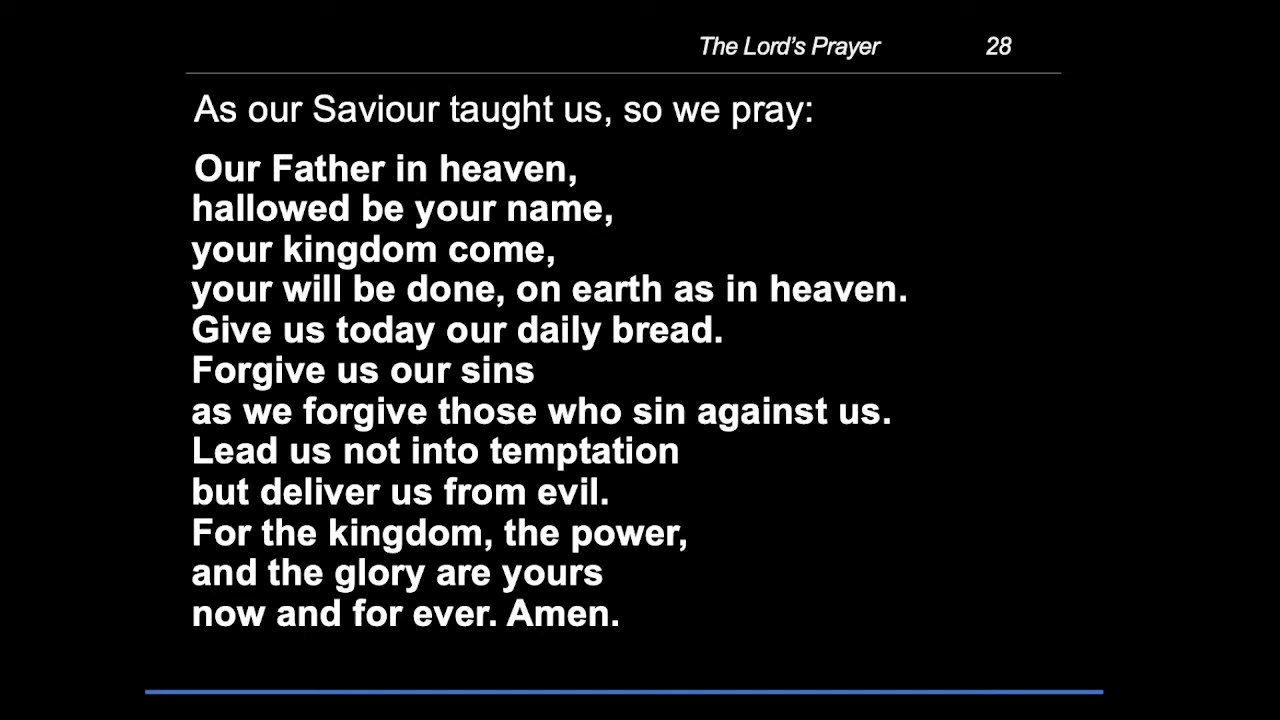 The Lord's Prayer 28
As our Saviour taught us, so we pray:
Our Father in heaven,
hallowed be your name,
your kingdom come,
your will be done, on earth as in heaven.
Give us today our daily bread.
Forgive us our sins
as we forgive those who sin against us.
Lead us not into temptation
but deliver us from evil.
For the kingdom, the power,
and the glory are yours
now and for ever. Amen.